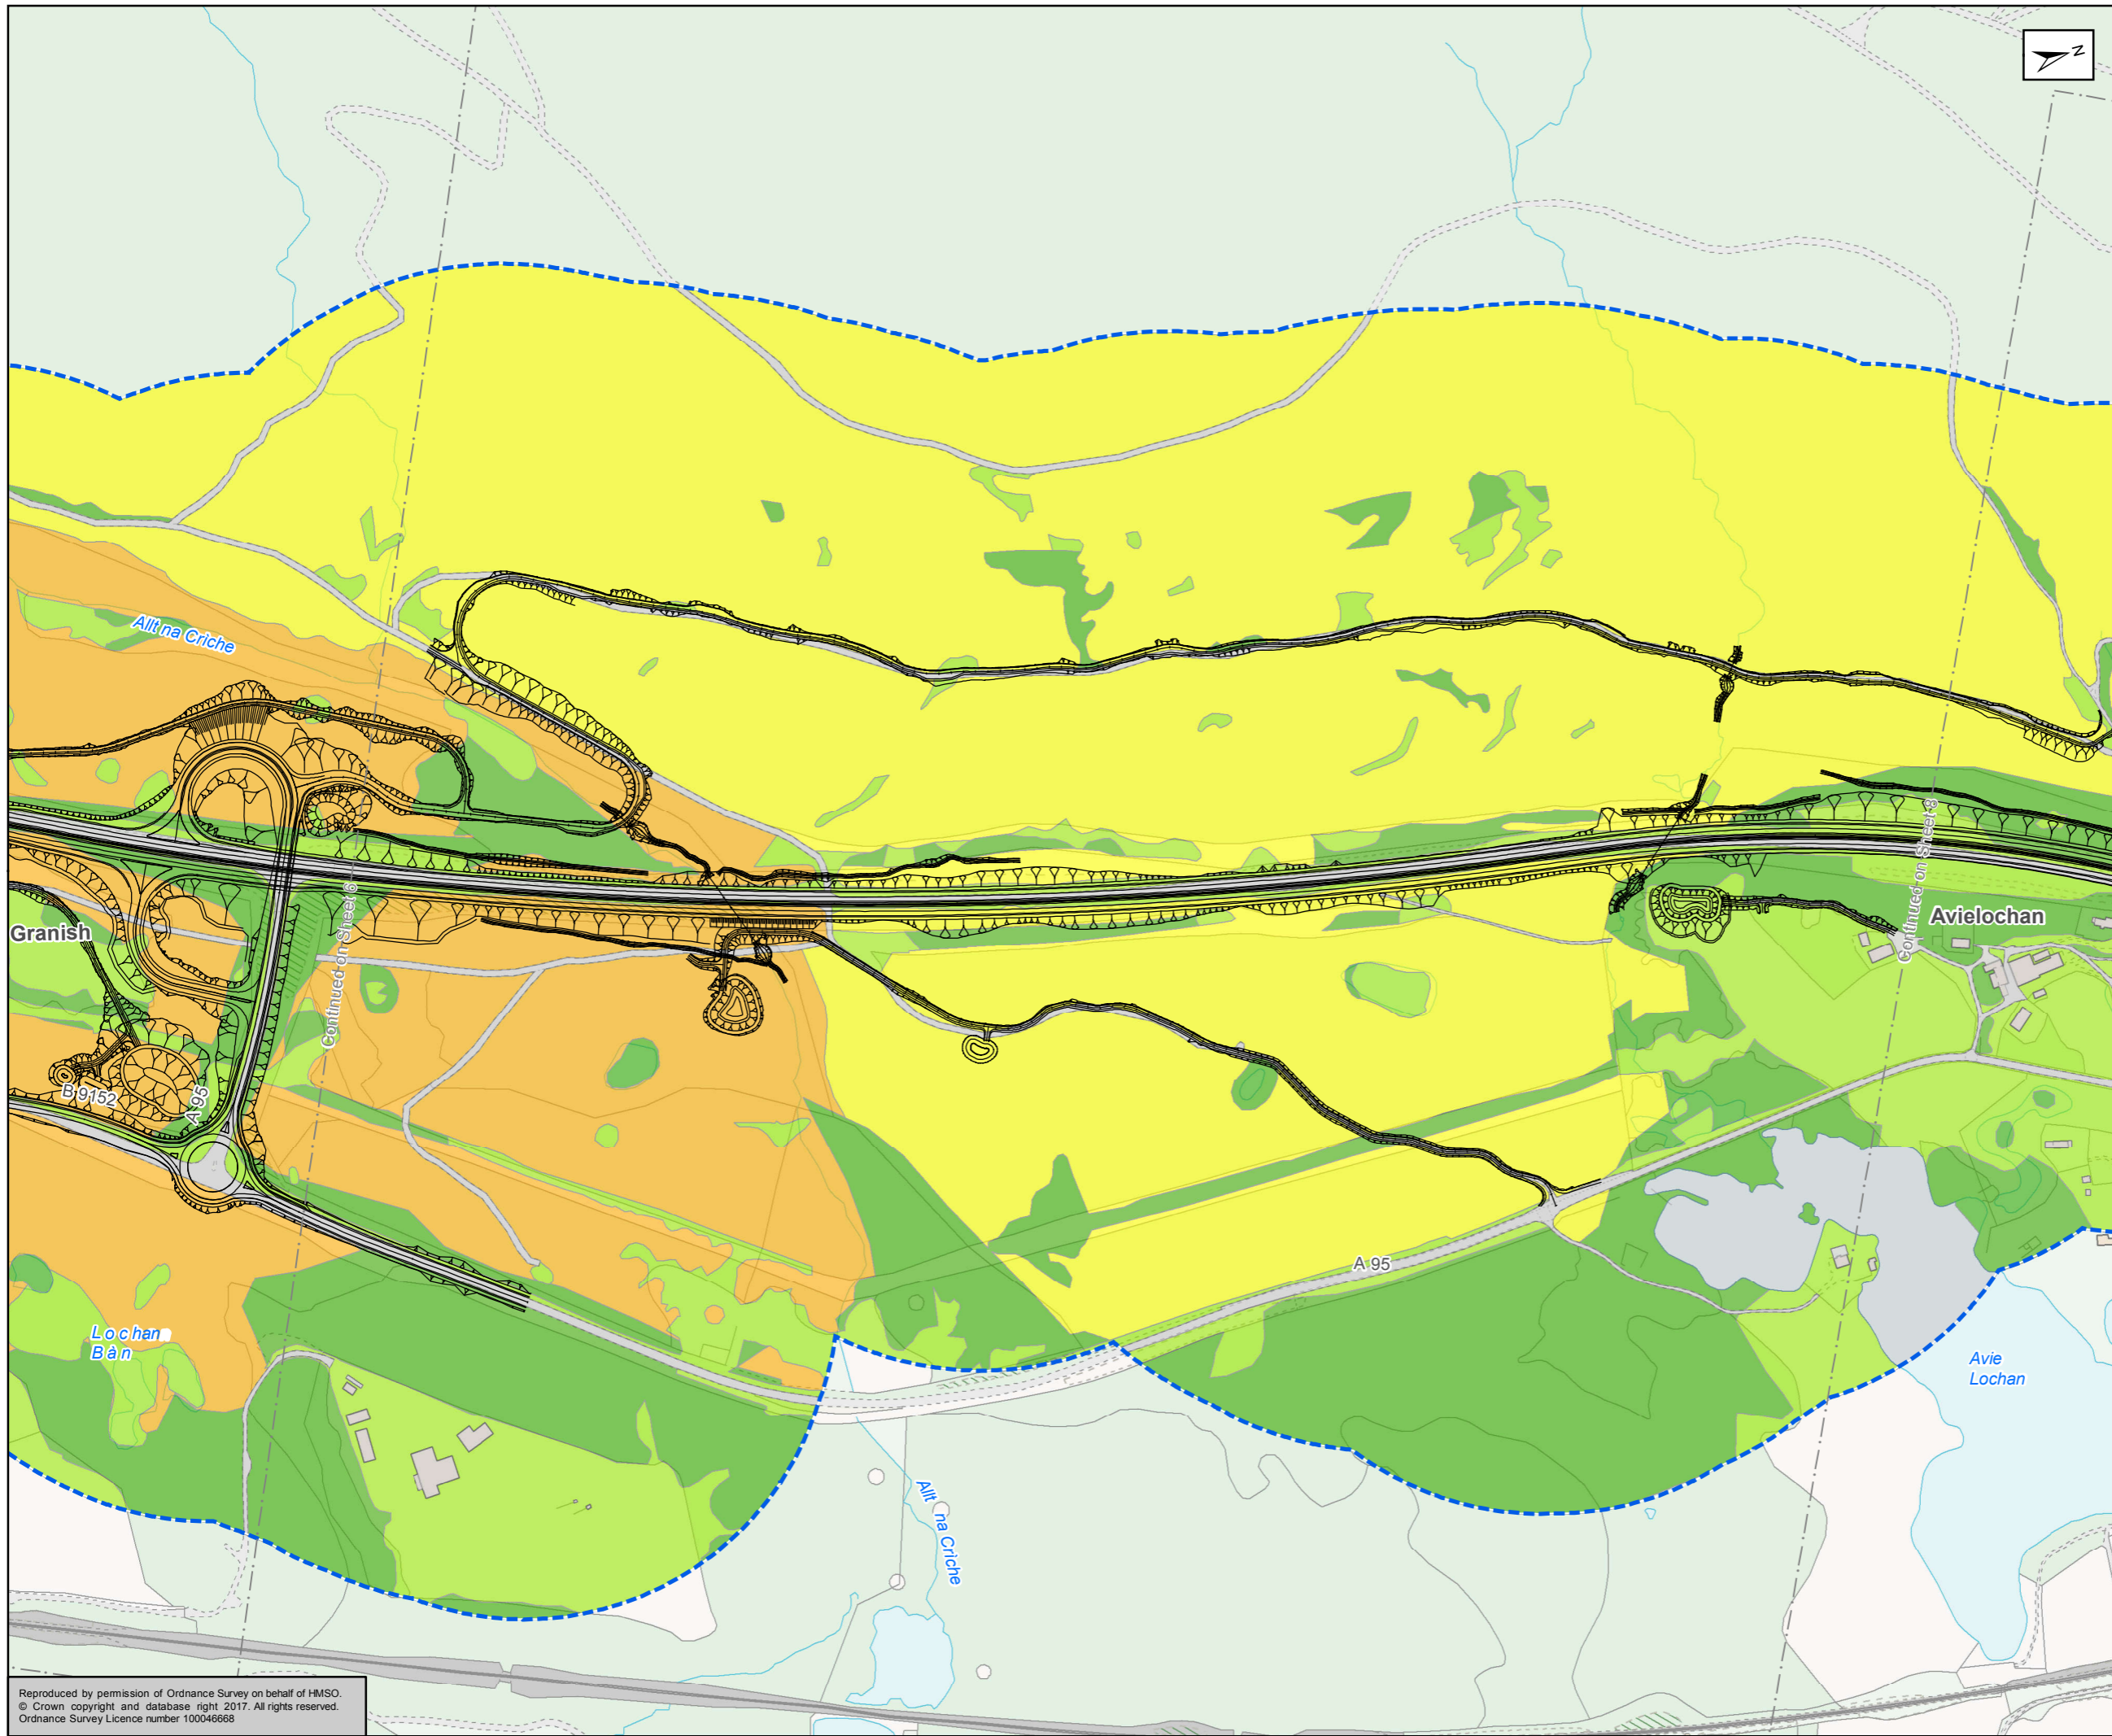 N
Allt na Crìche
Continued on Sheet 6
Continued on Sheet 8
Granish
Avielochan
B 9152
A 95
A 95
Lochan
Bàn
Avie
Lochan
Allt na Crìche
Reproduced by permission of Ordnance Survey on behalf of HMSO.
© Crown copyright and database right 2017. All rights reserved.
Ordnance Survey Licence number 100046668